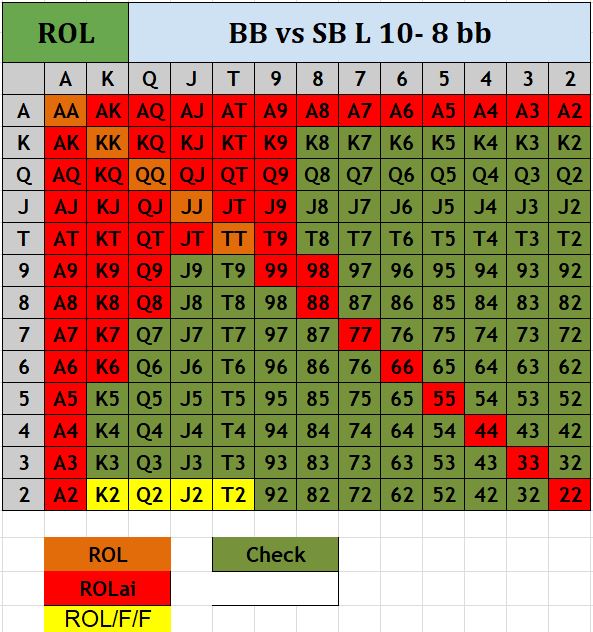 ROL BB vs SB L 10- 8 bb
A K Q J T 9 8 7 6 5 4 3 2
A AA AK AQ AJ AT A9 A8 A7 A6 A5 A4 A3 A2
K AK KK KQ KJ KT K9 K8 K7 K6 K5 K4 K3 K2
Q AQ KQ QQ QJ QT Q9 Q8 Q7 Q6 Q5 Q4 Q3 Q2
J AJ KJ QJ JJ JT J9 J8 J7 J6 J5 J4 J3 J2
T AT KT QT JT TT T9 T8 T7 T6 T5 T4 T3 T2
9 A9 K9 Q9 J9 T9 99 98 97 96 95 94 93 92
8 A8 K8 Q8 J8 T8 98 88 87 86 85 84 83 82
7 A7 K7 Q7 J7 T7 97 87 77 76 75 74 73 72
6 A6 K6 Q6 J6 T6 96 86 76 66 65 64 63 62
5 A5 K5 Q5 J5 T5 95 85 75 65 55 54 53 52
4 A4 K4 Q4 J4 T4 94 84 74 64 54 44 43 42
3 A3 K3 Q3 J3 T3 93 83 73 63 53 43 33 32
2 A2 K2 Q2 J2 T2 92 82 72 62 52 42 32 22
ROL Check
ROLai
ROL/F/F